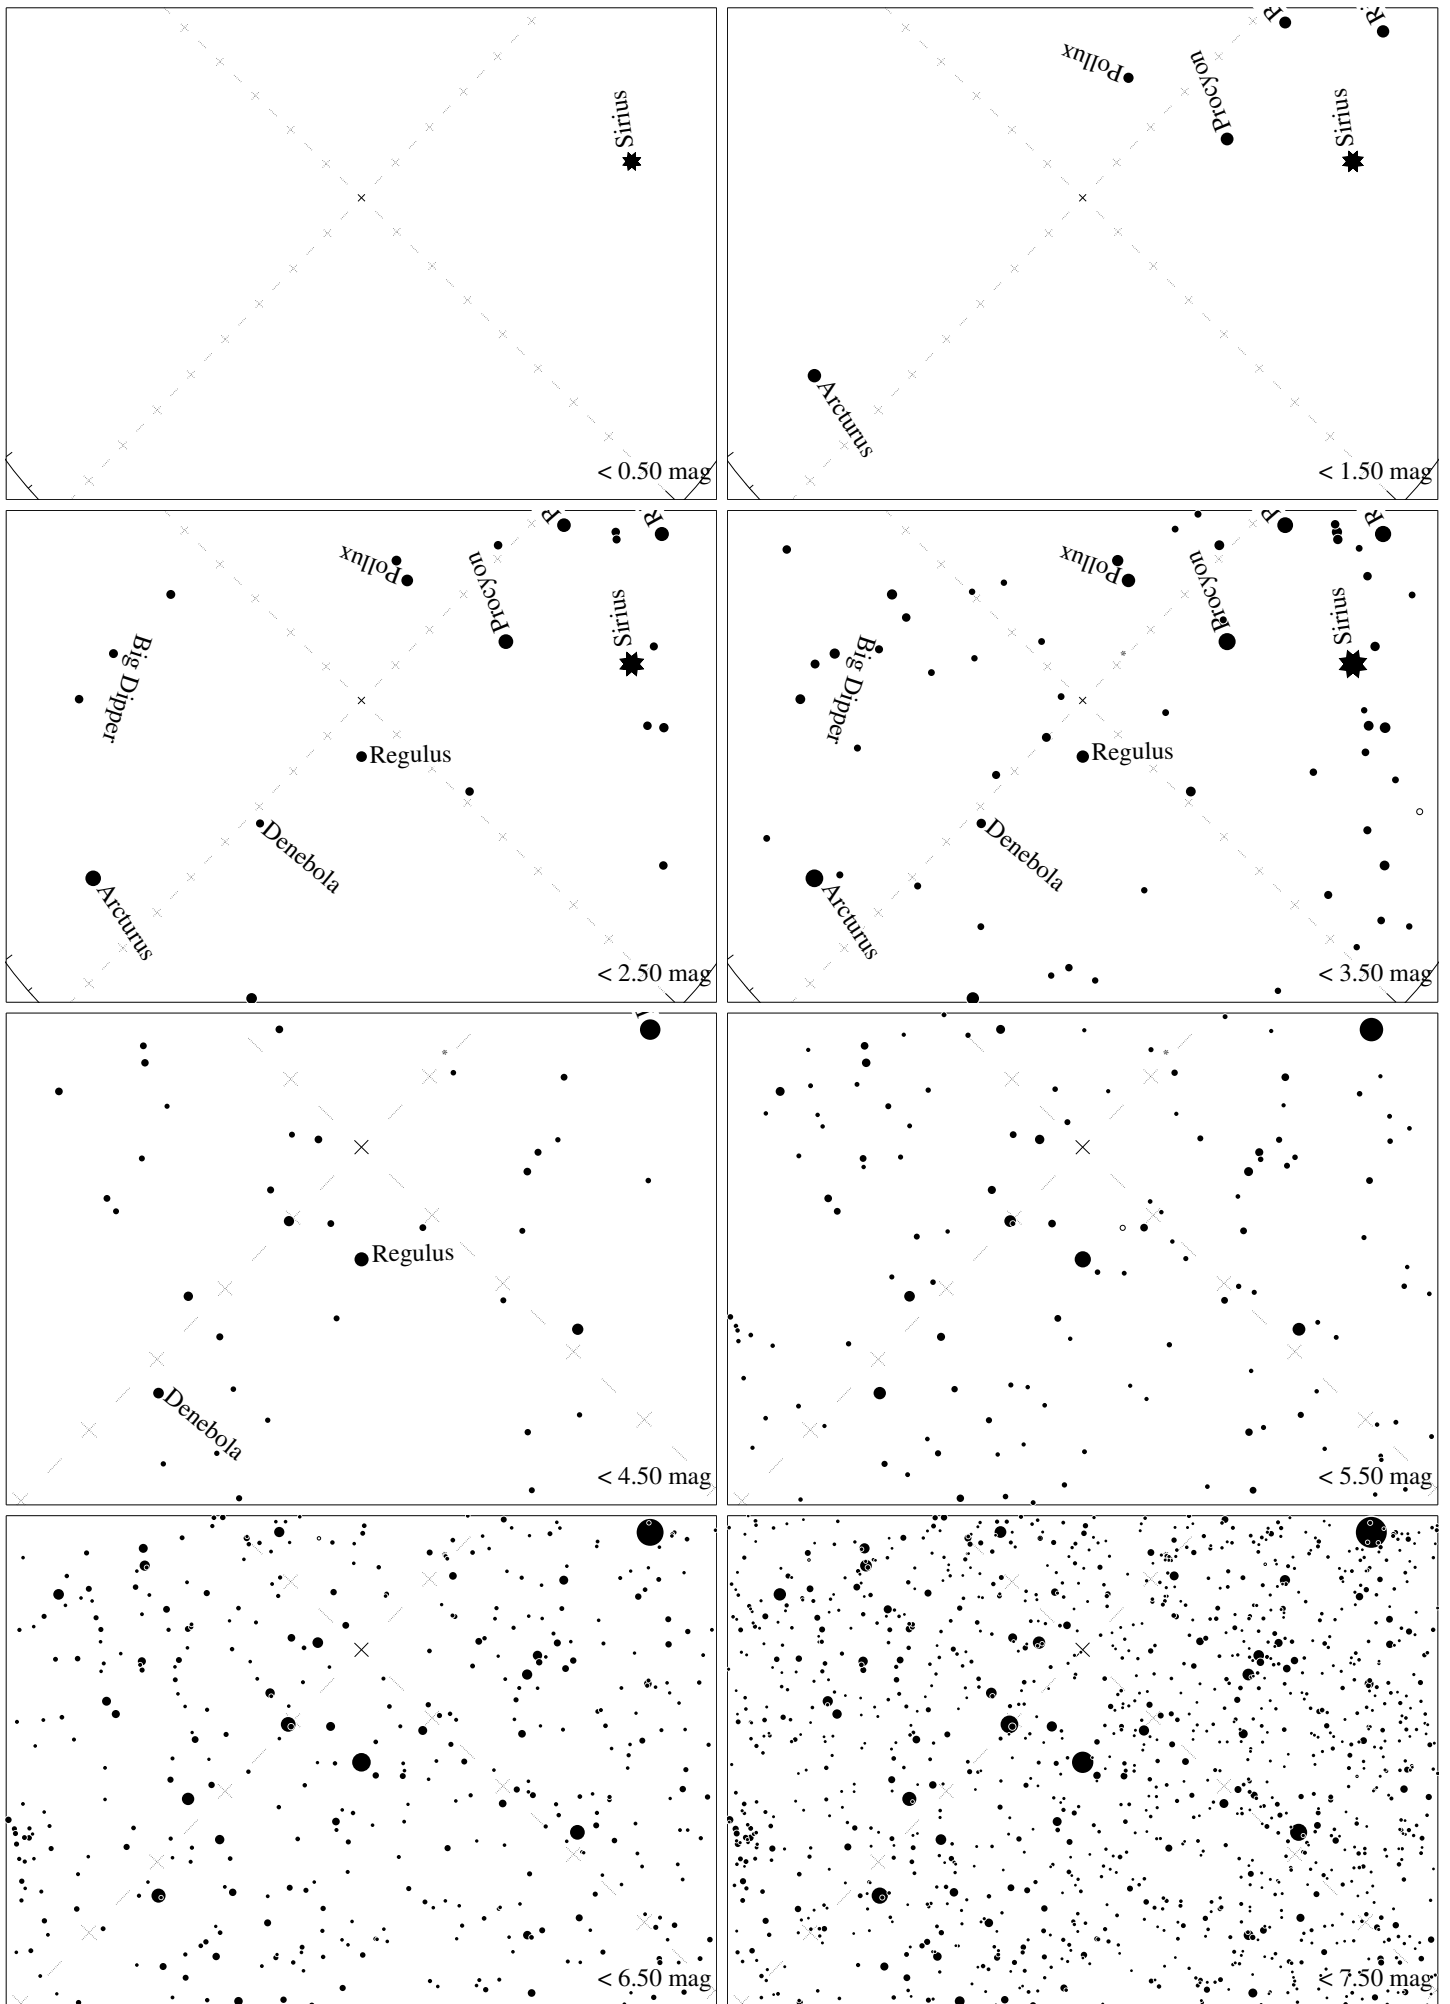 Sirius
< 0.50 mag
Pollux
Procyon
Sirius
Arcturus
< 1.50 mag
Pollux
Procyon
Sirius
Big Dipper
Regulus
Denebola
Arcturus
< 2.50 mag
Pollux
Procyon
Sirius
Big Dipper
Regulus
Denebola
Arcturus
< 3.50 mag
Regulus
Denebola
< 4.50 mag
< 5.50 mag
< 6.50 mag
< 7.50 mag